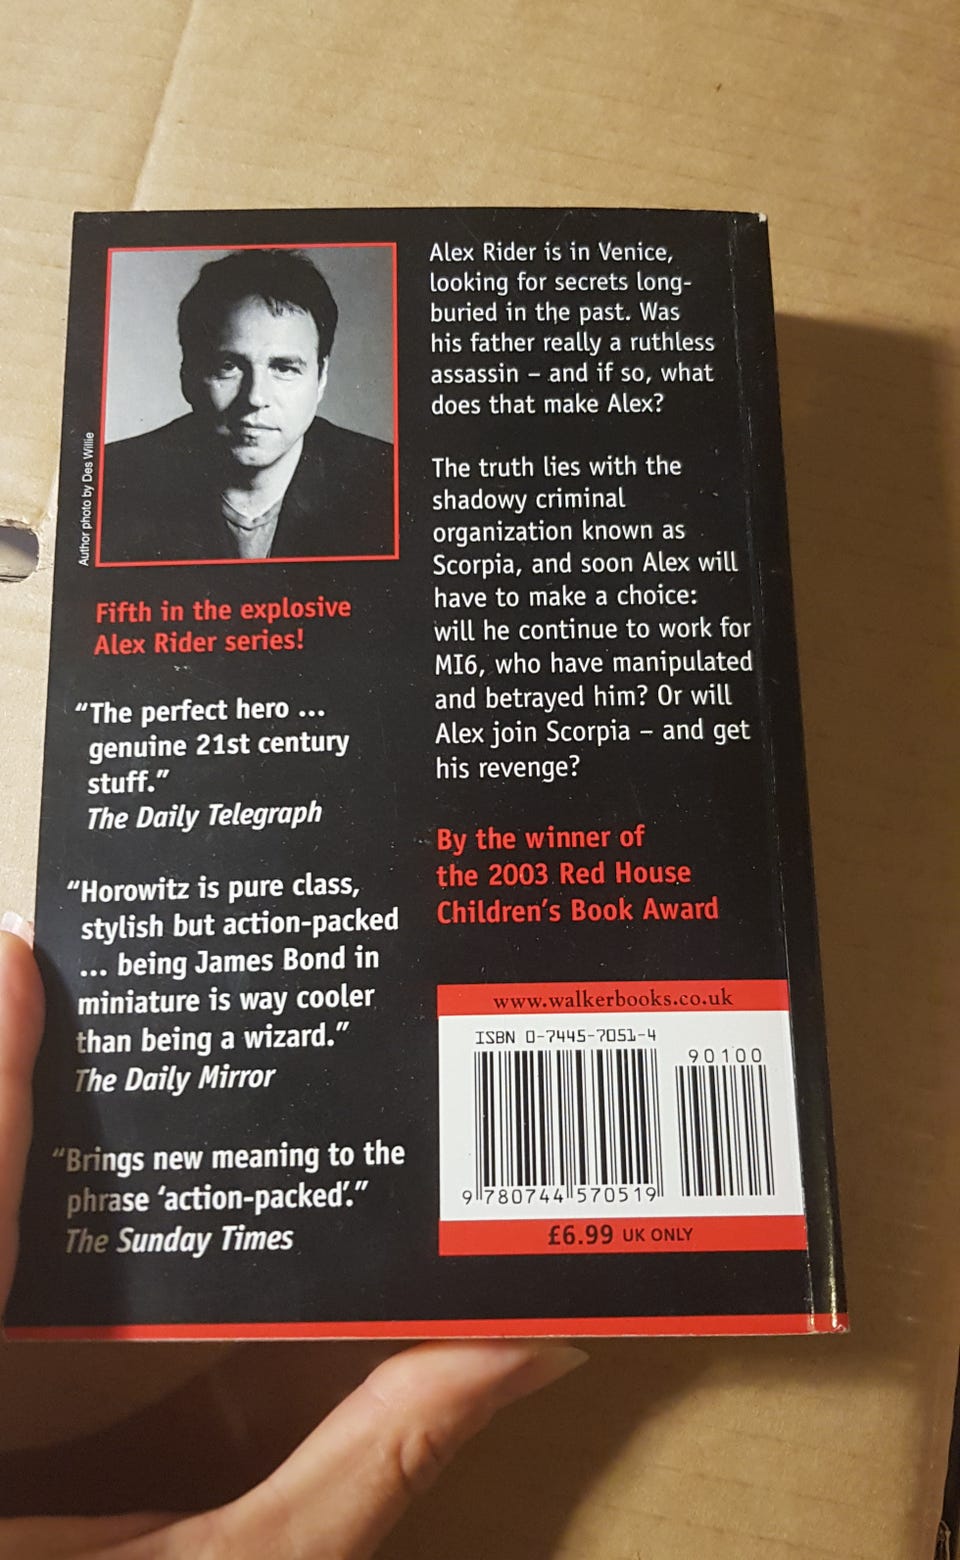 Author photo by Des Willie
Fifth in the explosive
Alex Rider series!
“The perfect hero ...
genuine 21st century
stuff.”
The Daily Telegraph
“Horowitz is pure class,
stylish but action-packed
... being James Bond in
miniature is way cooler
than being a wizard.”
The Daily Mirror
“Brings new meaning to the
phrase ‘action-packed’.”
The Sunday Times
Alex Rider is in Venice,
looking for secrets long-
buried in the past. Was
his father really a ruthless
assassin – and if so, what
does that make Alex?
The truth lies with the
shadowy criminal
organization known as
Scorpia, and soon Alex will
have to make a choice:
will he continue to work for
MI6, who have manipulated
and betrayed him? Or will
Alex join Scorpia – and get
his revenge?
By the winner of
the 2003 Red House
Children’s Book Award
www.walkerbooks.co.uk
ISBN 0-7445-7051-4
90100
9 780744 570519
£6.99 UK ONLY